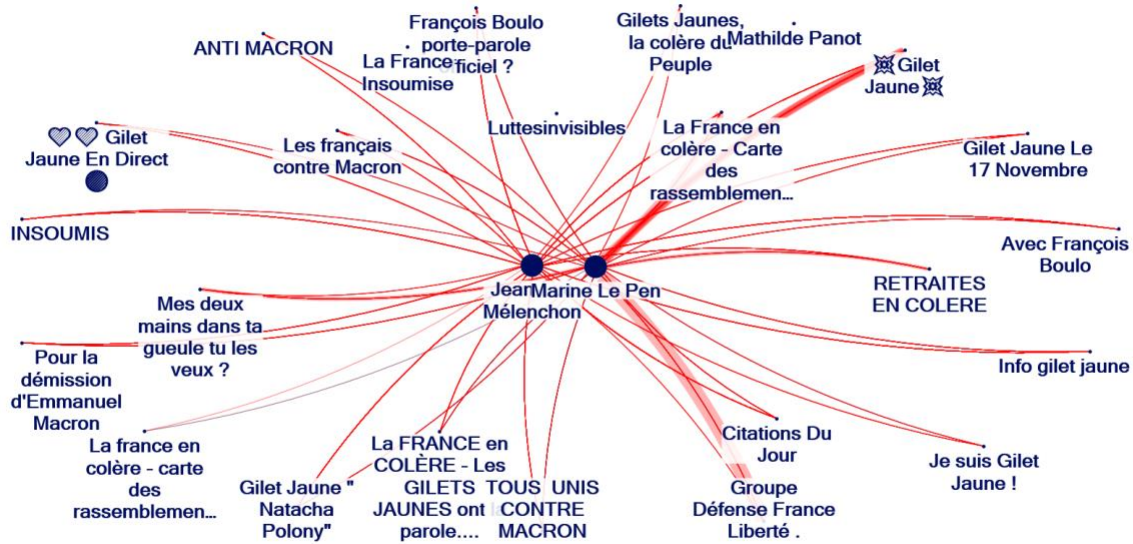 François Boulo
porte-parole
officiel ?
Gilets Jaunes,
la colère du
Peuple
Mathilde Panot
ANTI MACRON
La France
Insoumise
Gilet
Jaune
Gilet
Jaune En Direct
Les français
contre Macron
Luttesinvisibles
La France en
colère - Carte
des
rassemblemen...
Gilet Jaune Le
17 Novembre
INSOUMIS
Avec François
Boulo
Mes deux
mains dans ta
gueule tu les
veux ?
Mélenchon
Marine Le Pen
RETRAITES
EN COLERE
Pour la
démission
d'Emmanuel
Macron
Info gilet jaune
La france en
colère - carte
des
rassemblemen...
Gilet Jaune "
Natacha
Polony"
La FRANCE en
COLÈRE - Les
GILETS
JAUNES ont
parole....
TOUS UNIS
CONTRE
MACRON
Citations Du
Jour
Groupe
Défense France
Liberté .
Je suis Gilet
Jaune !